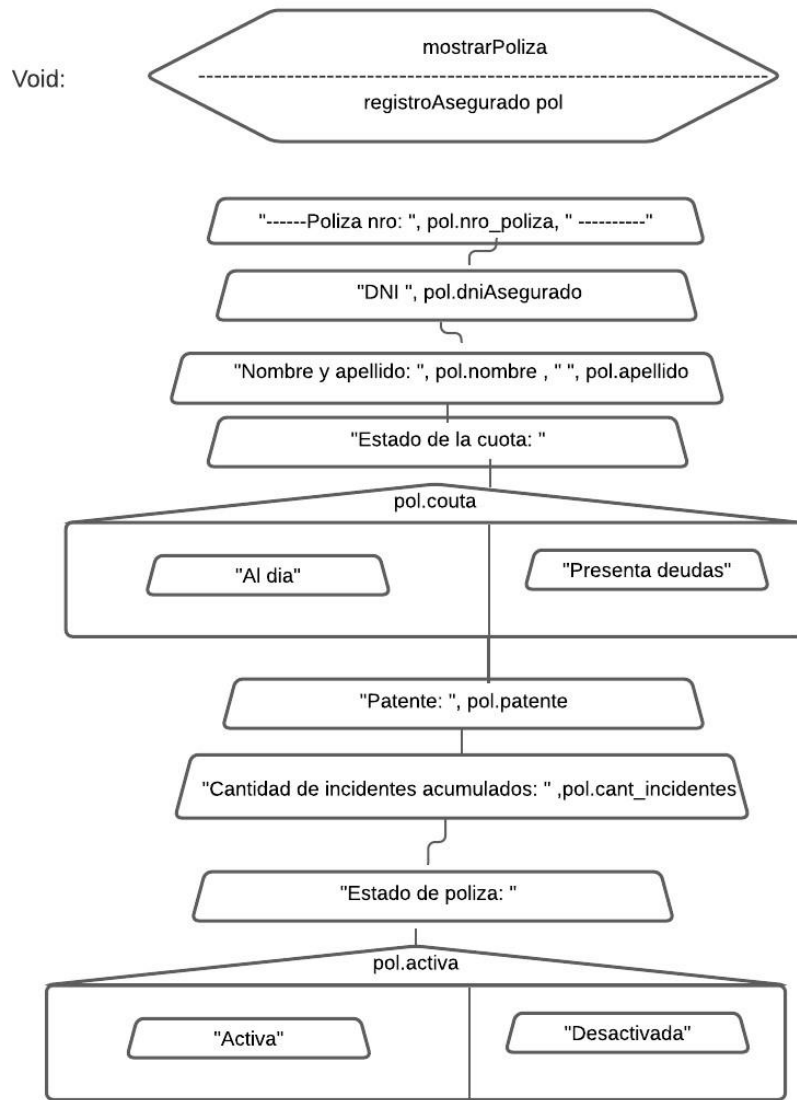 mostrarPoliza
Void:
registroAsegurado pol
"------Poliza nro: ", pol.nro_poliza, " ----------"
"DNI ", pol.dniAsegurado
"Nombre y apellido: ", pol.nombre , " ", pol.apellido
"Estado de la cuota: "
pol.couta
"Al dia"
"Presenta deudas"
"Patente: ", pol.patente
"Cantidad de incidentes acumulados: " ,pol.cant_incidentes
"Estado de poliza: "
pol.activa
"Activa"
"Desactivada"